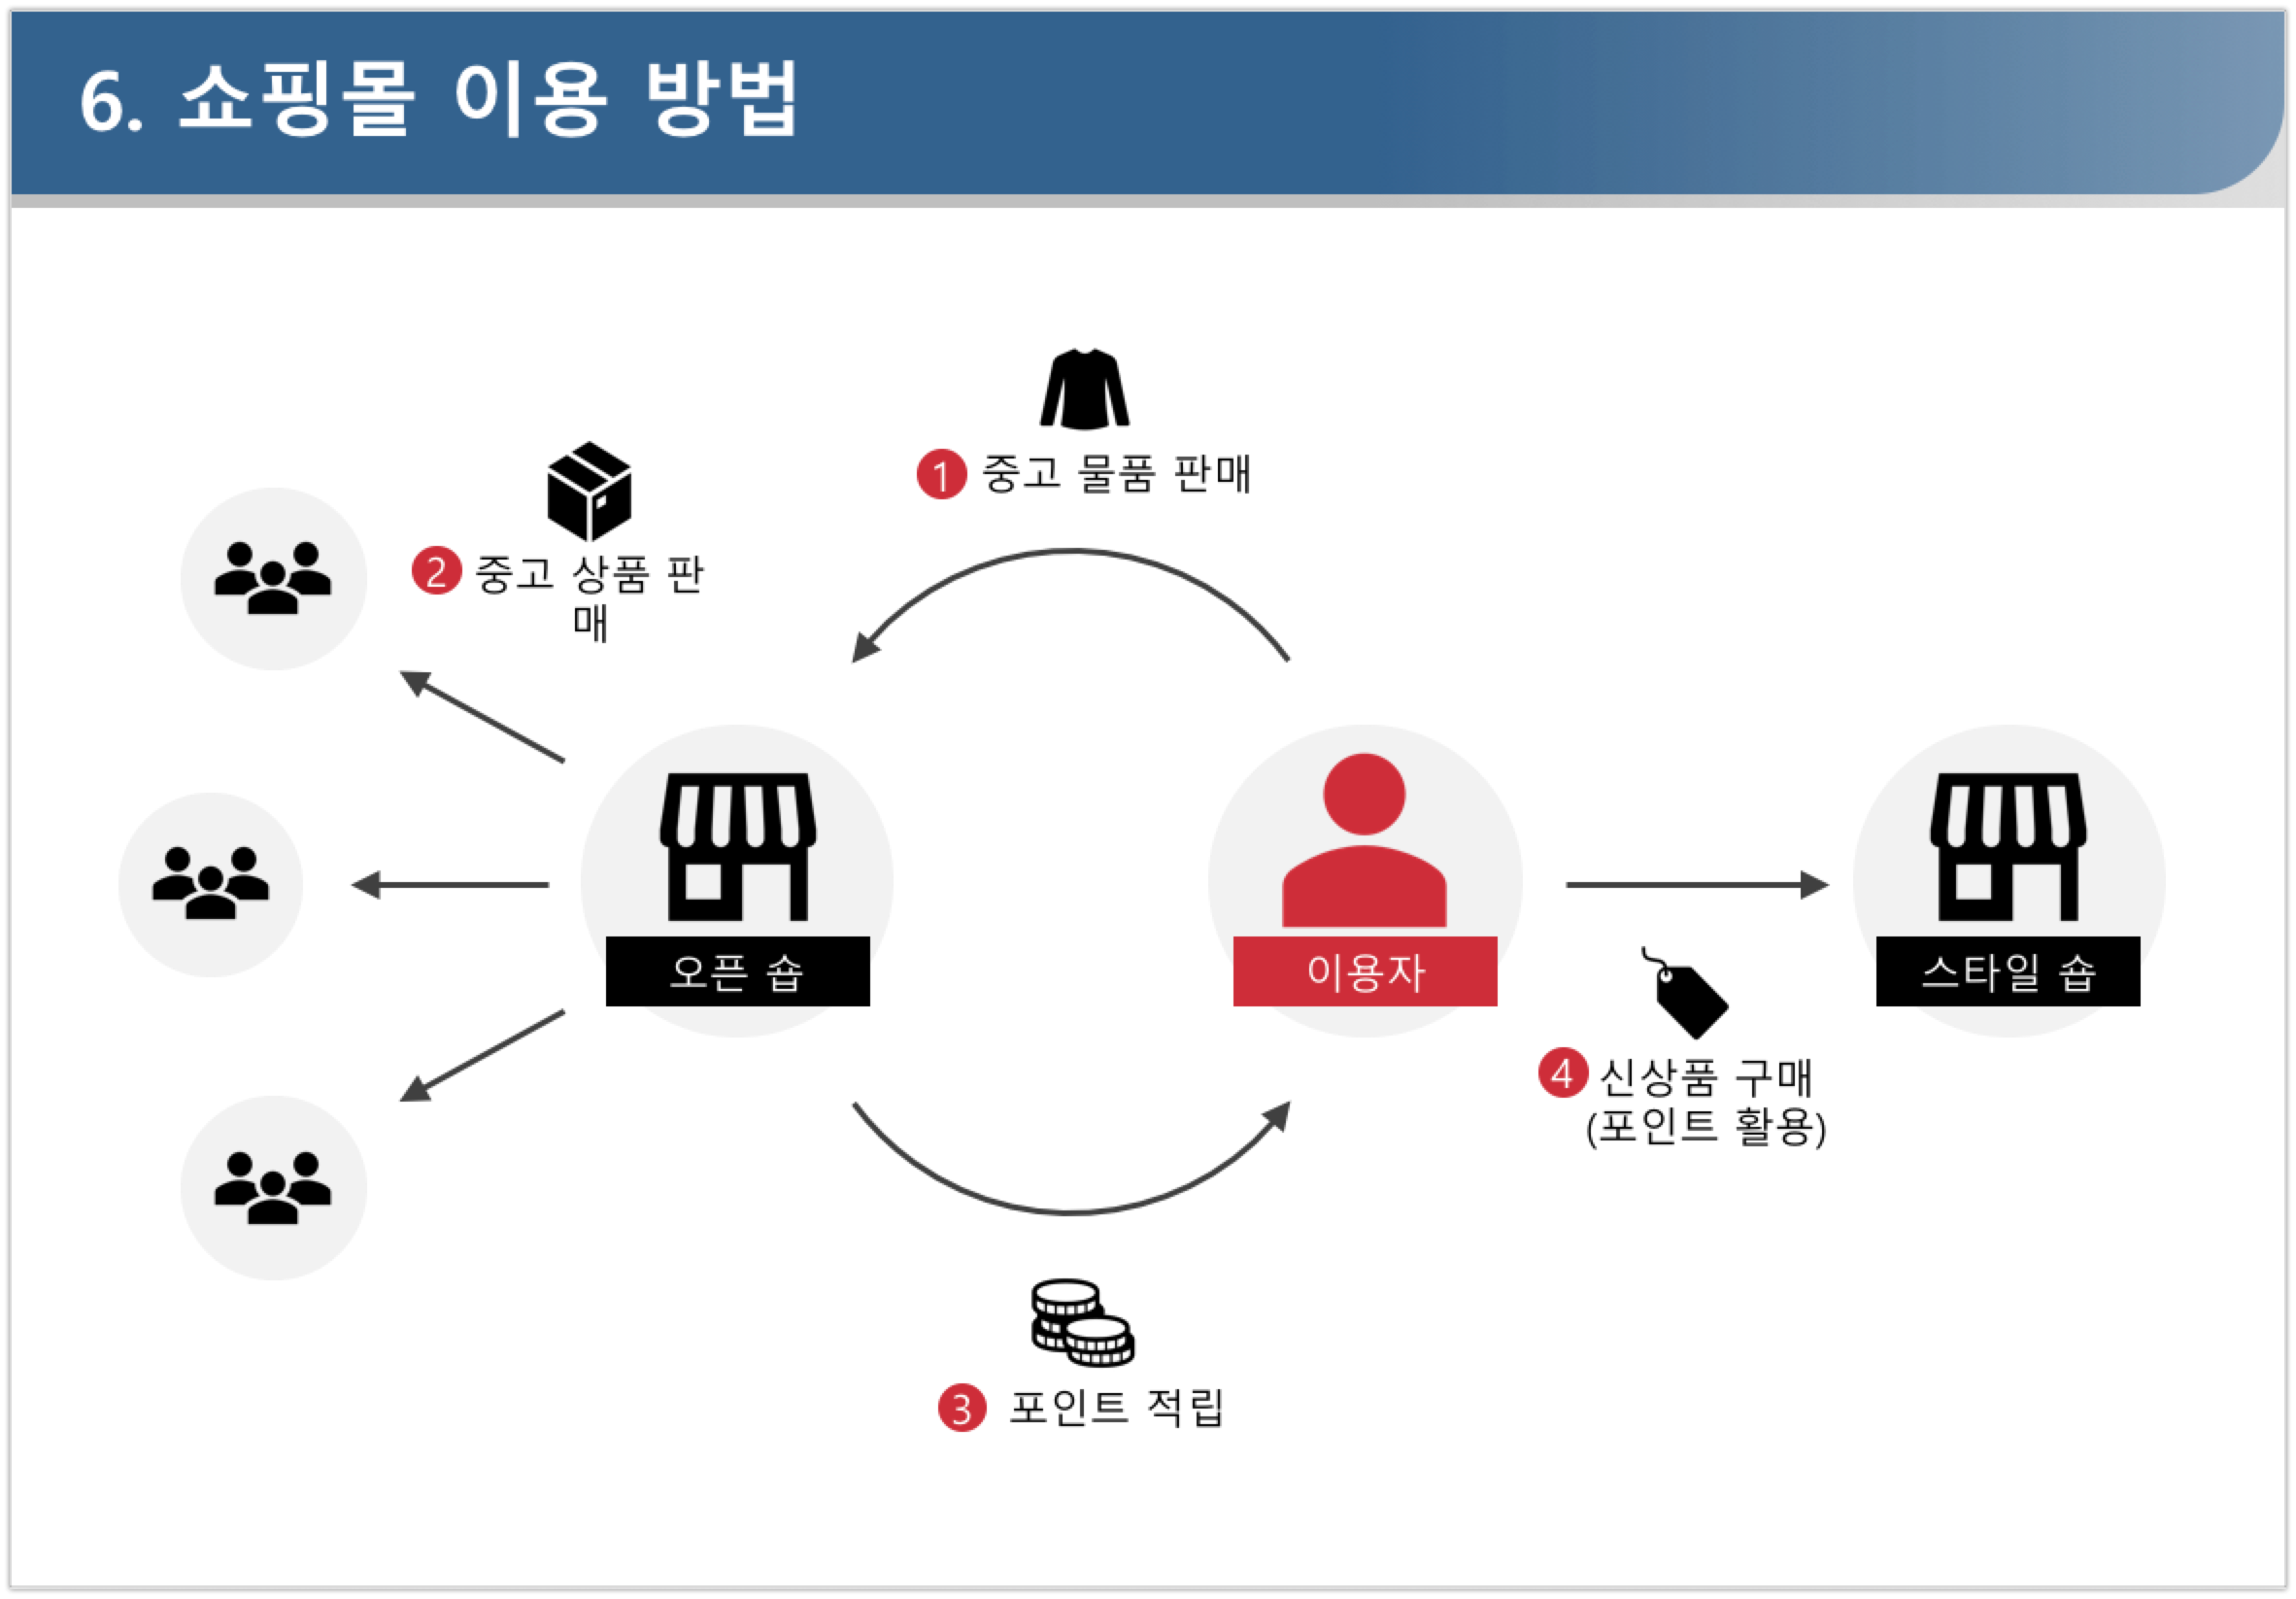 6. 쇼핑몰 이용 방법
1 중고 물품 판매
2 중고 상품 판
매
오픈 숍
이용자
스타일 숍
4 신상품 구매
(포인트 활용)
3 포인트 적립